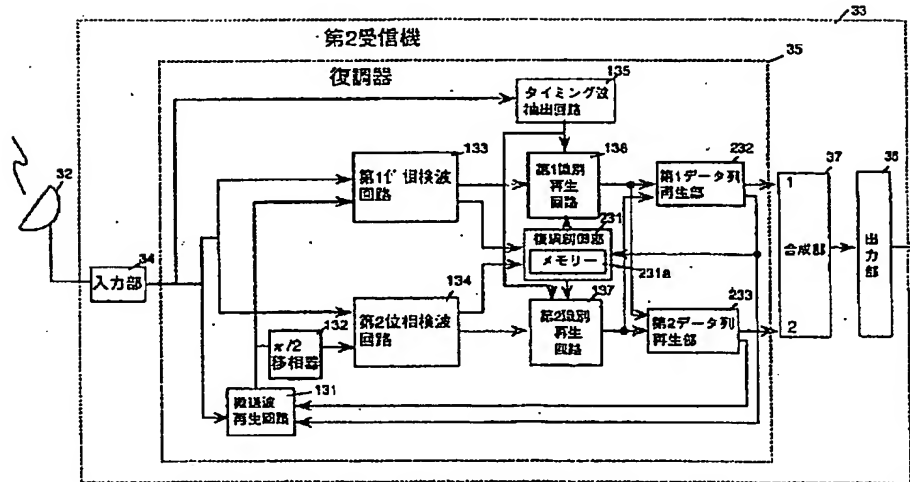 33
第2受信機
35
復調器
135
タイミング波
抽出回路
32
133
第1位相検波
回路
136
第1識別
再生
回路
232
第1データ列
再生部
37
1
合成部
2
36
出力部
231
復調制御部
メモリー
231a
34
入力部
134
第2位相検波
回路
137
第2識別
再生
回路
233
第2データ列
再生部
132
π/2
移相器
131
搬送波
再生回路